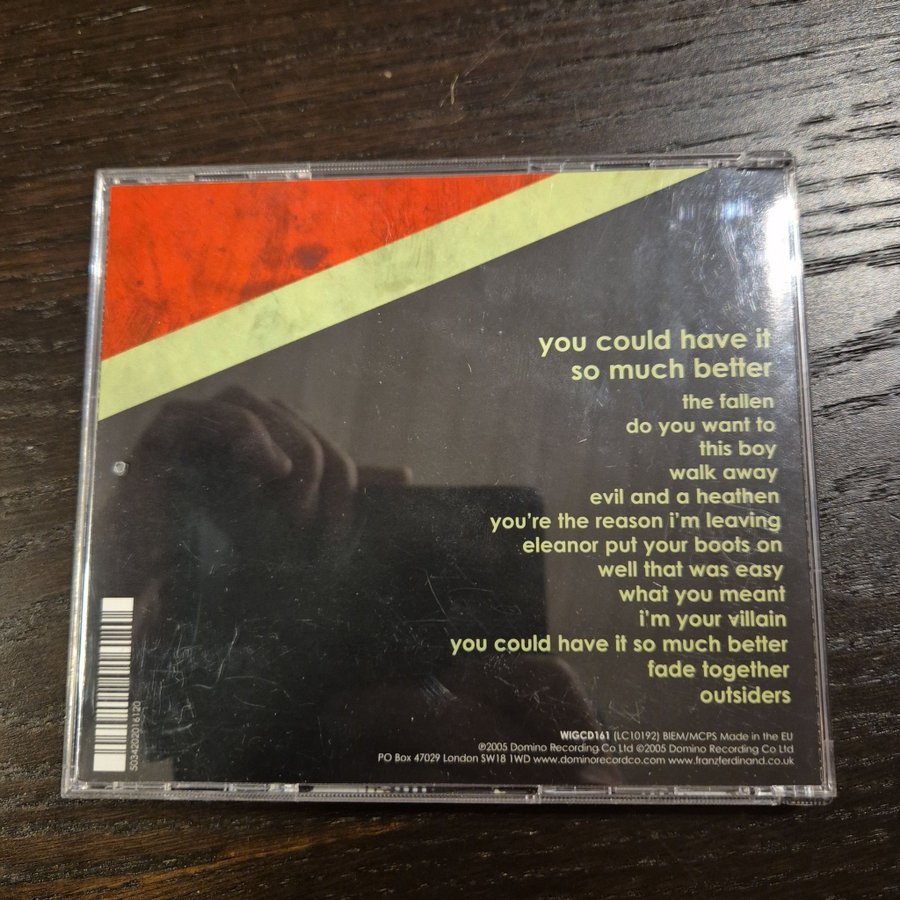 you could have it
so much better
the fallen
do you want to
this boy
walk away
evil and a heathen
you're the reason i'm leaving
eleanor put your boots on
well that was easy
what you meant
i'm your villain
you could have it so much better
fade together
outsiders
WIGCD161 (LC10192) BIEM/MCPS Made in the EU
℗2005 Domino Recording Co Ltd ©2005 Domino Recording Co Ltd
PO Box 47029 London SW18 1WD www.dominorecordco.com www.franzferdinand.co.uk
5034202016120